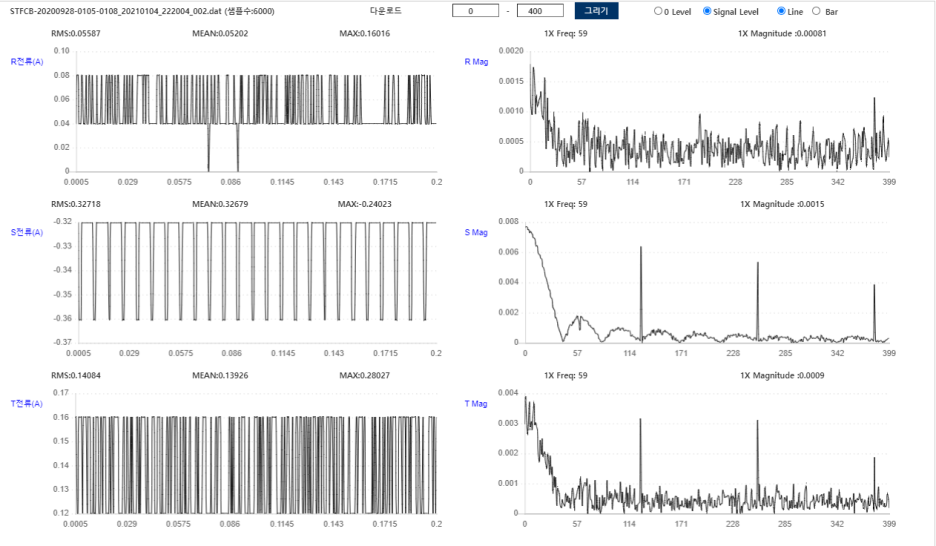 STFCB-20200928-0105-0108_20210104_222004_002.dat (샘플수:6000) 다운로드 0 - 400 그리기 0 Level Signal Level Line Bar
RMS:0.05587 MEAN:0.05202 MAX:0.16016 1X Freq: 59 1X Magnitude :0.00081
R전류(A)
0.10
0.08
0.06
0.04
0.02
0
0.0005 0.029 0.0575 0.086 0.1145 0.143 0.1715 0.2
R Mag
0.0020
0.0015
0.0010
0.0005
0
0 57 114 171 228 285 342 399
RMS:0.32718 MEAN:0.32679 MAX:-0.24023 1X Freq: 59 1X Magnitude :0.0015
S전류(A)
-0.32
-0.33
-0.34
-0.35
-0.36
-0.37
0.0005 0.029 0.0575 0.086 0.1145 0.143 0.1715 0.2
S Mag
0.008
0.006
0.004
0.002
0
0 57 114 171 228 285 342 399
RMS:0.14084 MEAN:0.13926 MAX:0.28027 1X Freq: 59 1X Magnitude :0.0009
T전류(A)
0.17
0.16
0.15
0.14
0.13
0.12
0.0005 0.029 0.0575 0.086 0.1145 0.143 0.1715 0.2
T Mag
0.004
0.003
0.002
0.001
0
0 57 114 171 228 285 342 399